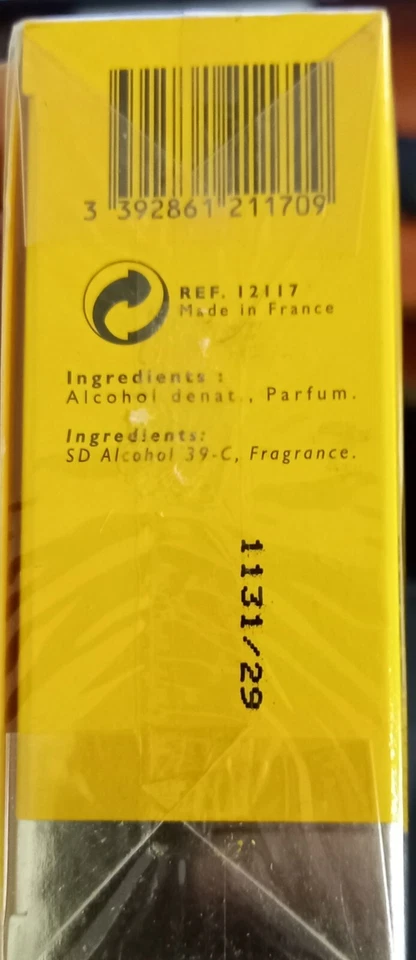 3 392861 211709
REF. 12117
Made in France
Ingredients :
Alcohol denat., Parfum.
Ingredients:
SD Alcohol 39-C, Fragrance.
1131/29